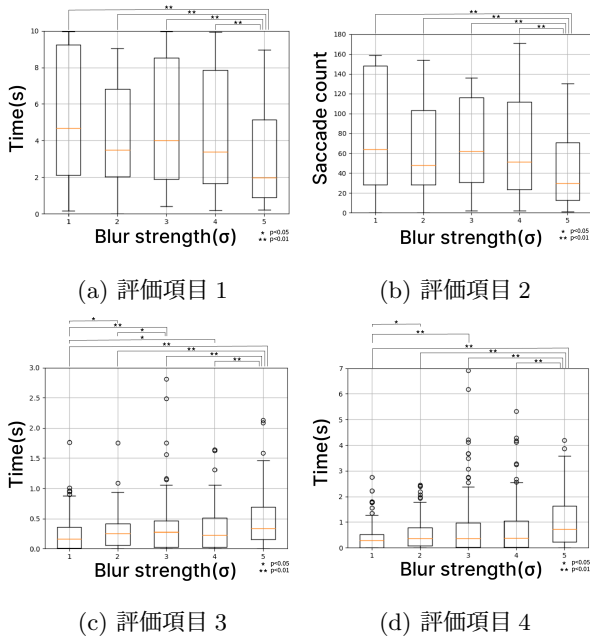 ★★
★★
★★
★★
10
8
6
4
2
0
Time(s)
1 2 3 4 5
Blur strength(σ)
★ p<0.05
★★ p<0.01
(a) 評価項目 1
★★
★★
★★
★★
180
160
140
120
100
80
60
40
20
0
Saccade count
1 2 3 4 5
Blur strength(σ)
★ p<0.05
★★ p<0.01
(b) 評価項目 2
★
★★
★
★
★★
★★
★★
★★
3.0
2.5
2.0
1.5
1.0
0.5
0.0
Time(s)
1 2 3 4 5
Blur strength(σ)
★ p<0.05
★★ p<0.01
(c) 評価項目 3
★
★★
★★
★★
★★
★★
7
6
5
4
3
2
1
0
Time(s)
1 2 3 4 5
Blur strength(σ)
★ p<0.05
★★ p<0.01
(d) 評価項目 4